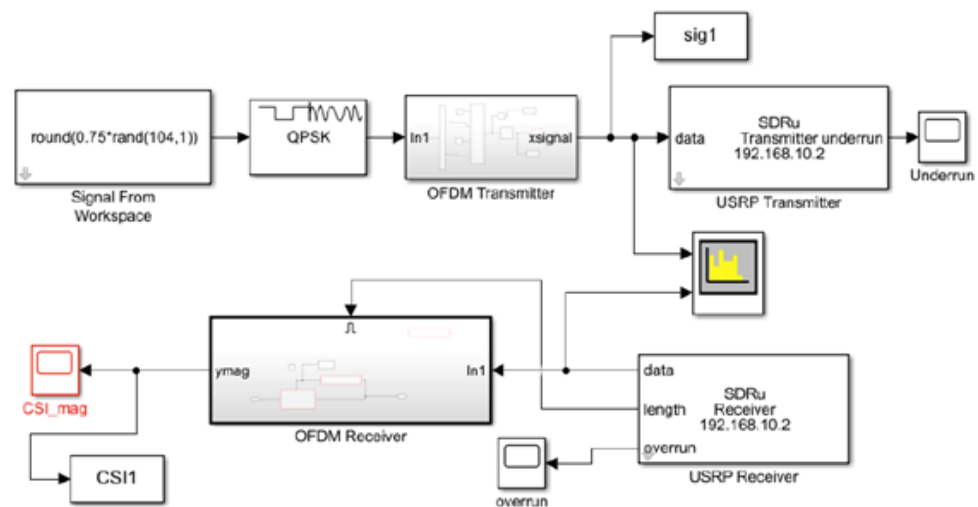 sig1
round(0.75*rand(104,1))
Signal From
Workspace
QPSK
In1
xsignal
OFDM Transmitter
data
SDRu
Transmitter underrun
192.168.10.2
USRP Transmitter
Underrun
ymag
In1
OFDM Receiver
CSI_mag
CSI1
data
length
overrun
SDRu
Receiver
192.168.10.2
USRP Receiver
overrun